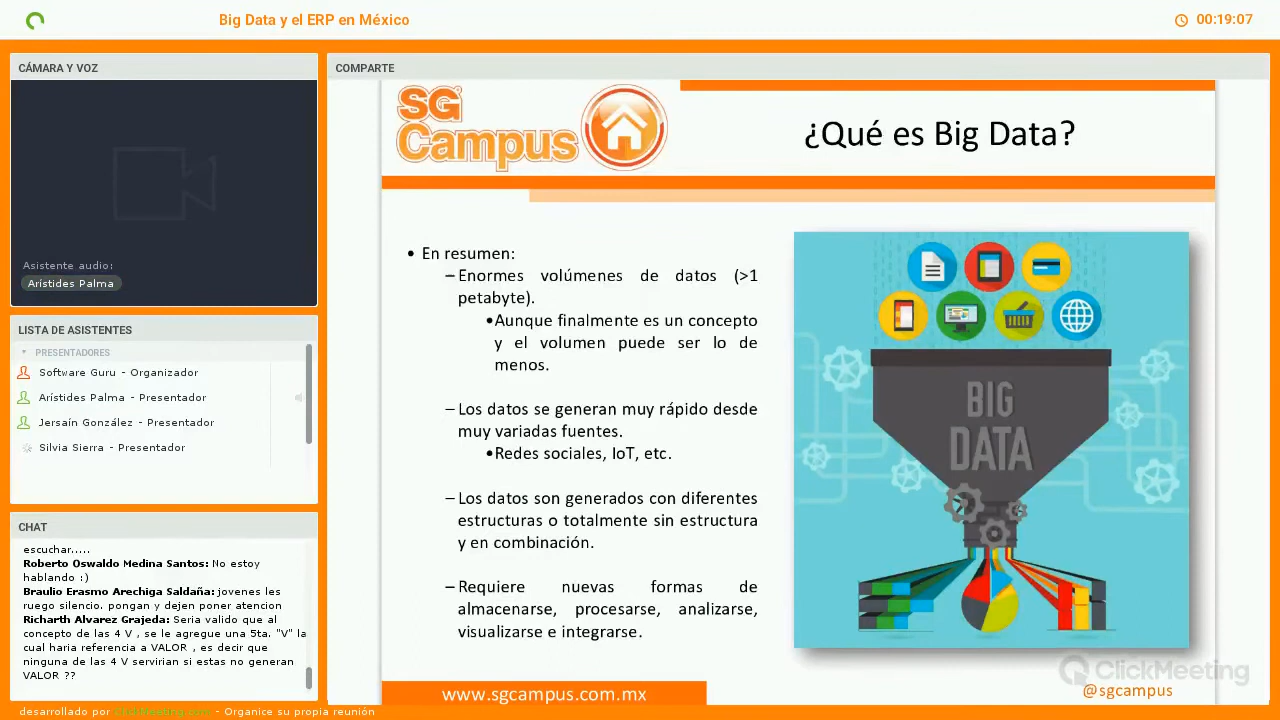 Big Data y el ERP en México
00:19:07
CÁMARA Y VOZ
Asistente audio:
Arístides Palma
LISTA DE ASISTENTES
PRESENTADORES
Software Guru - Organizador
Arístides Palma - Presentador
Jersaín González - Presentador
Silvia Sierra - Presentador
CHAT
escuchar.....
Roberto Oswaldo Medina Santos: No estoy
hablando :)
Braulio Erasmo Arechiga Saldaña: jovenes les
ruego silencio. pongan y dejen poner atencion
Richarth Alvarez Grajeda: Seria valido que al
concepto de las 4 V , se le agregue una 5ta. "V" la
cual haria referencia a VALOR , es decir que
ninguna de las 4 V servirian si estas no generan
VALOR ??
desarrollado por ClickMeeting.com - Organice su propia reunión
COMPARTE
SG
Campus
¿Qué es Big Data?
• En resumen:
– Enormes volúmenes de datos (>1
petabyte).
•Aunque finalmente es un concepto
y el volumen puede ser lo de
menos.
– Los datos se generan muy rápido desde
muy variadas fuentes.
•Redes sociales, IoT, etc.
– Los datos son generados con diferentes
estructuras o totalmente sin estructura
y en combinación.
– Requiere nuevas formas de
almacenarse, procesarse, analizarse,
visualizarse e integrarse.
BIG
DATA
www.sgcampus.com.mx
ClickMeeting
@sgcampus